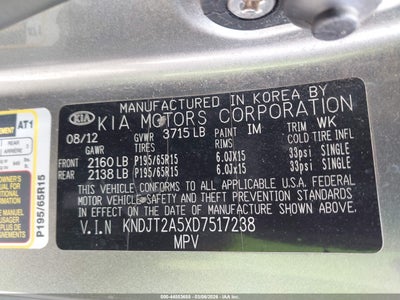 MANUFACTURED IN KOREA BY
KIA KIA MOTORS CORPORATION
08/12 GVWR 3715 LB PAINT IM TRIM WK
GAWR TIRES RIMS COLD TIRE INFL
FRONT 2160 LB P195/65R15 6.0JX15 33psi SINGLE
REAR 2138 LB P195/65R15 6.0JX15 33psi SINGLE
THIS VEHICLE CONFORMS TO ALL APPLICABLE U.S.A. FEDERAL
MOTOR VEHICLE SAFETY AND THEFT PREVENTION STANDARDS
IN EFFECT ON THE DATE OF MANUFACTURE SHOWN ABOVE.
V.I.N KNDJT2A5XD7517238
MPV
AT1
REAR
P195/65R15